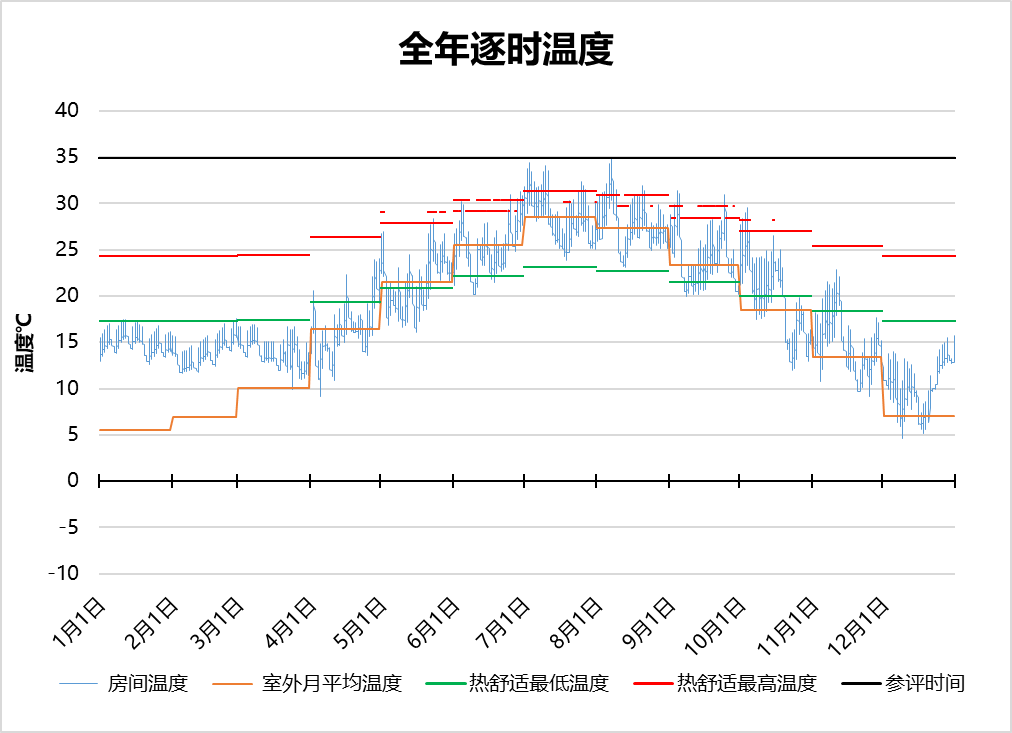 全年逐时温度
40
35
30
25
20
15
10
5
0
-5
-10
温度℃
1月1日
2月1日
3月1日
4月1日
5月1日
6月1日
7月1日
8月1日
9月1日
10月1日
11月1日
12月1日
房间温度 室外月平均温度 热舒适最低温度 热舒适最高温度 参评时间